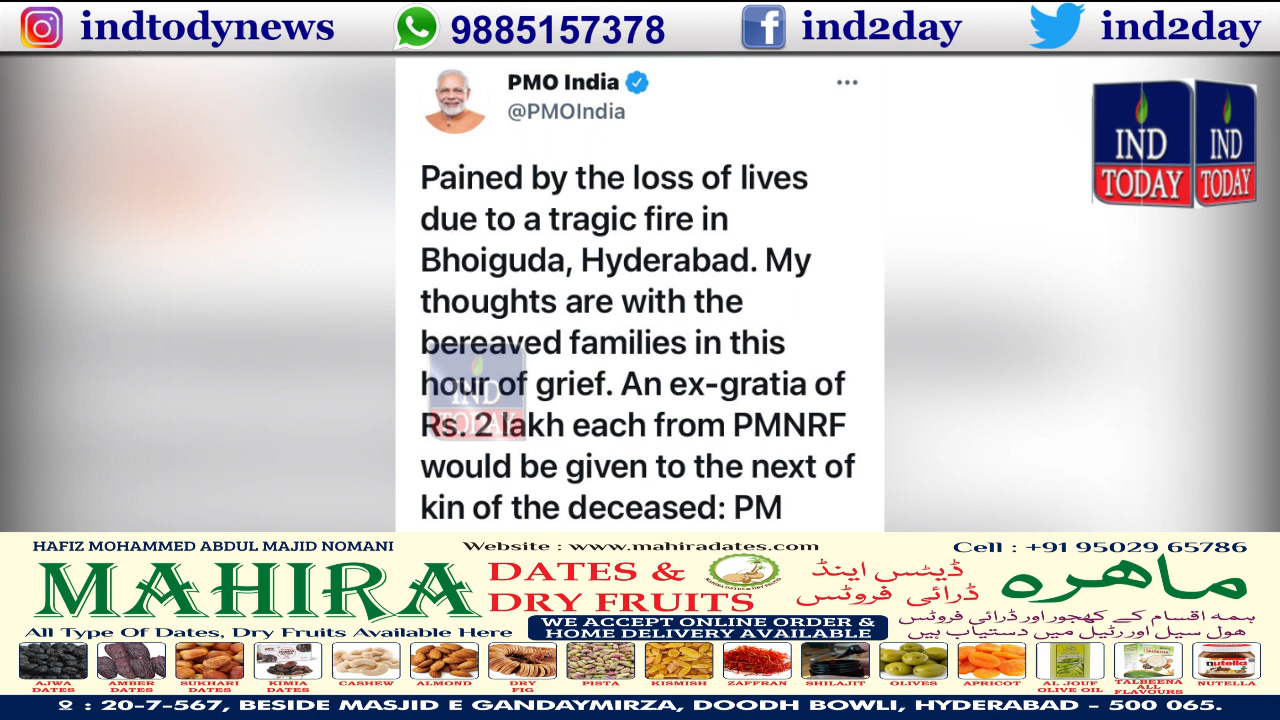 indtodynews
9885157378
ind2day
ind2day
PMO India
@PMOIndia
IND
TODAY
IND
TODAY
Pained by the loss of lives
due to a tragic fire in
Bhoiguda, Hyderabad. My
thoughts are with the
bereaved families in this
hour of grief. An ex-gratia of
Rs. 2 lakh each from PMNRF
would be given to the next of
kin of the deceased: PM
IND
TODAY
HAFIZ MOHAMMED ABDUL MAJID NOMANI
Website : www.mahiradates.com
Cell : +91 95029 65786
MAHIRA
DATES &
DRY FRUITS
ڈیٹس اینڈ
ڈرائی فروٹس
ماهرہ
All Type Of Dates, Dry Fruits Available Here
WE ACCEPT ONLINE ORDER &
HOME DELIVERY AVAILABLE
ہمہ اقسام کے کھجور اور ڈرائی فروٹس
ھول سیل اور رٹیل میں دستیاب ہیں
AJWA
DATES
AMBER
DATES
SUKHARI
DATES
KIMIA
DATES
CASHEW
ALMOND
DRY
FIG
PISTA
KISMISH
ZAFFRAN
SHILAJIT
OLIVES
APRICOT
AL JOUF
OLIVE OIL
TALBEENA
ALL
FLAVOURS
nutella
NUTELLA
: 20-7-567, BESIDE MASJID E GANDAYMIRZA, DOODH BOWLI, HYDERABAD - 500 065.